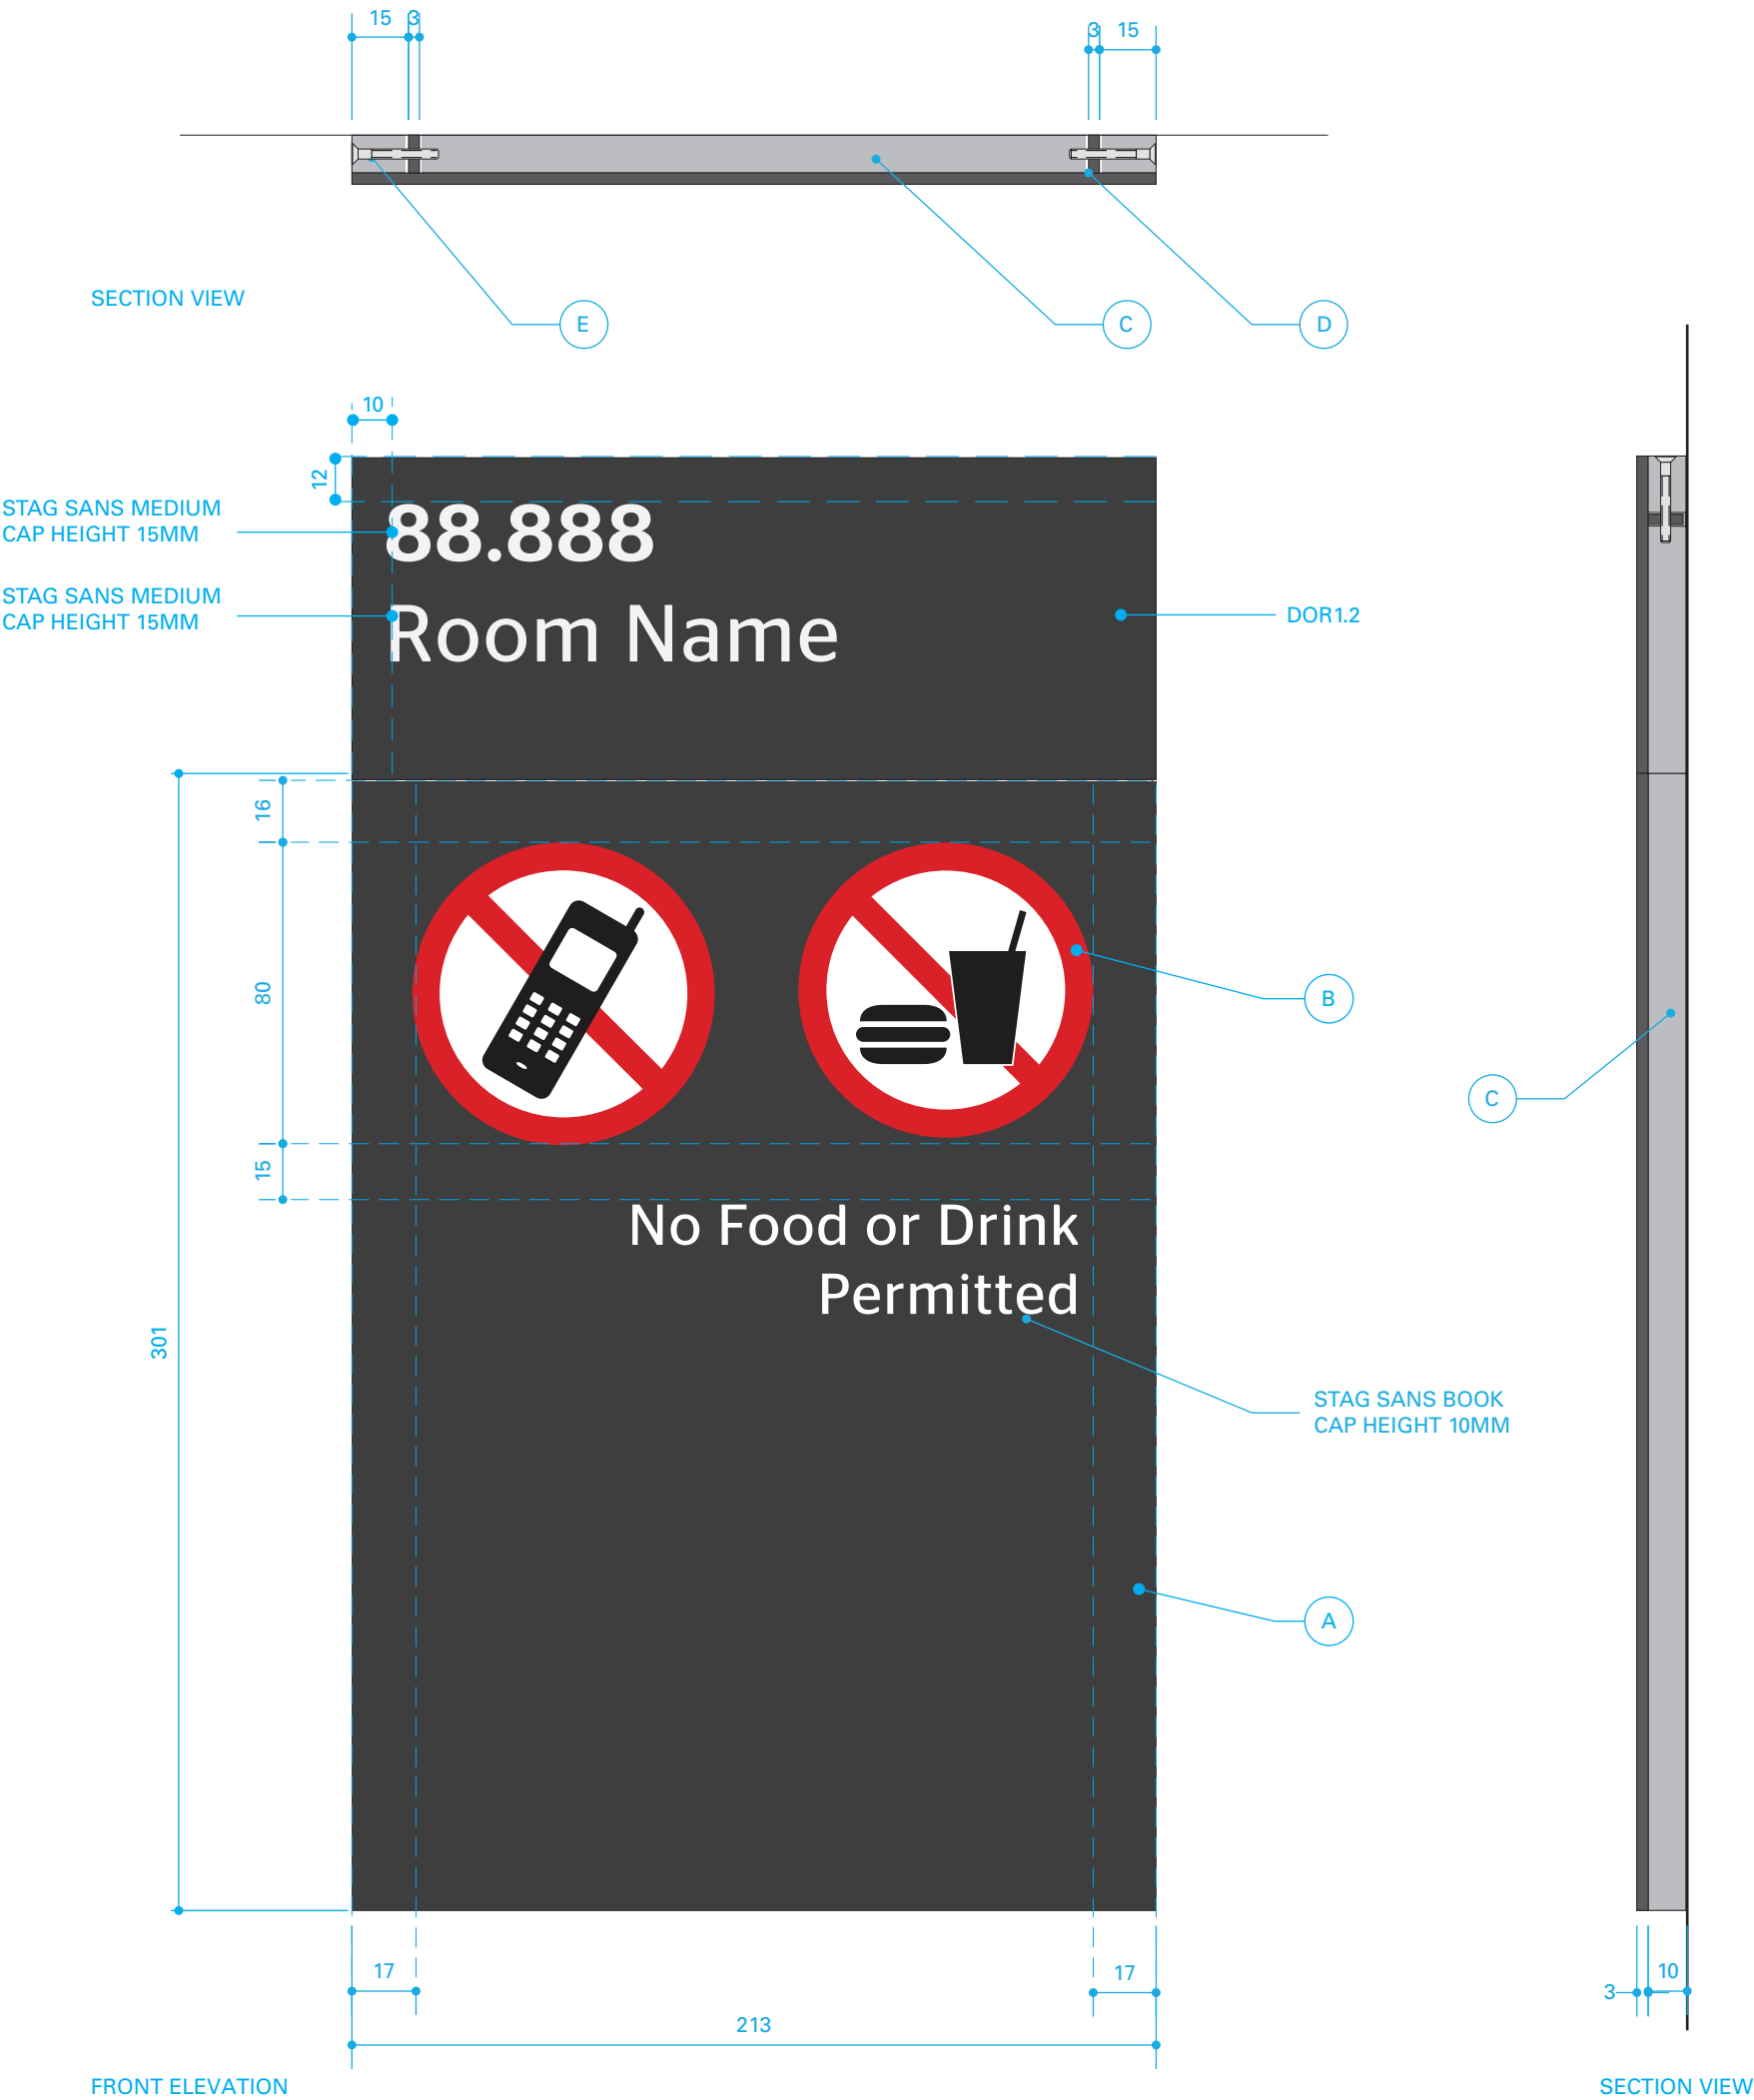 15 3
3 15
SECTION VIEW
E
C
D
10
12
STAG SANS MEDIUM
CAP HEIGHT 15MM
88.888
STAG SANS MEDIUM
CAP HEIGHT 15MM
Room Name
DOR1.2
16
80
B
C
15
No Food or Drink
Permitted
301
STAG SANS BOOK
CAP HEIGHT 10MM
A
17
17
3
10
213
FRONT ELEVATION
SECTION VIEW